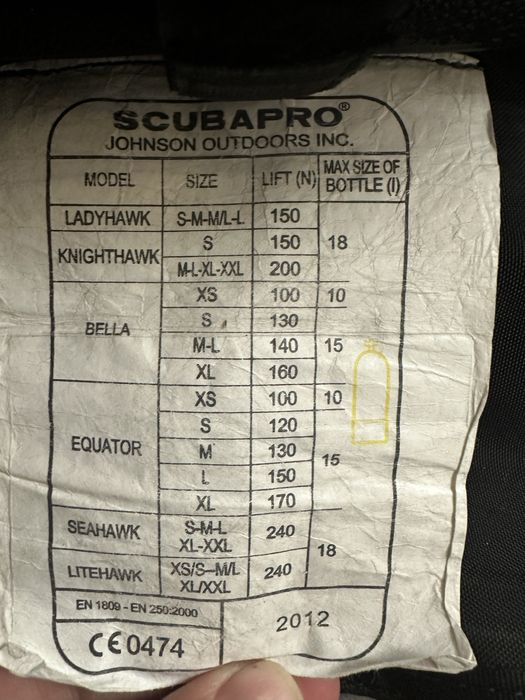 SCUBAPRO®
JOHNSON OUTDOORS INC.
MODEL SIZE LIFT (N) MAX SIZE OF BOTTLE (l)
LADYHAWK S-M-M/L-L 150 18
KNIGHTHAWK S 150
M-L-XL-XXL 200
BELLA XS 100 10
S 130 15
M-L 140
XL 160
EQUATOR XS 100 10
S 120 15
M 130
L 150
XL 170
SEAHAWK S-M-L XL-XXL 240 18
LITEHAWK XS/S-M/L XL/XXL 240
EN 1809 - EN 250:2000 2012
CE0474